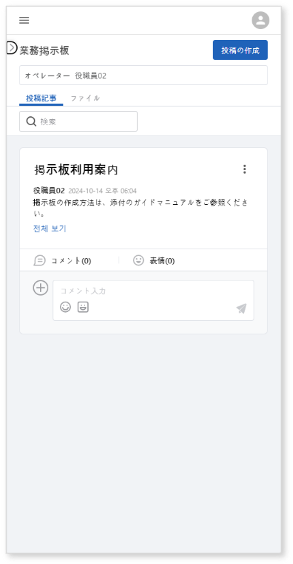 業務掲示板
投稿の作成
オペレーター 役職員02
投稿記事 ファイル
検索
掲示板利用案内
役職員02 2024-10-14 오후 06:04
掲示板の作成方法は、添付のガイドマニュアルをご参照くださ
い。
전체 보기
コメント(0) 表情(0)
コメント入力